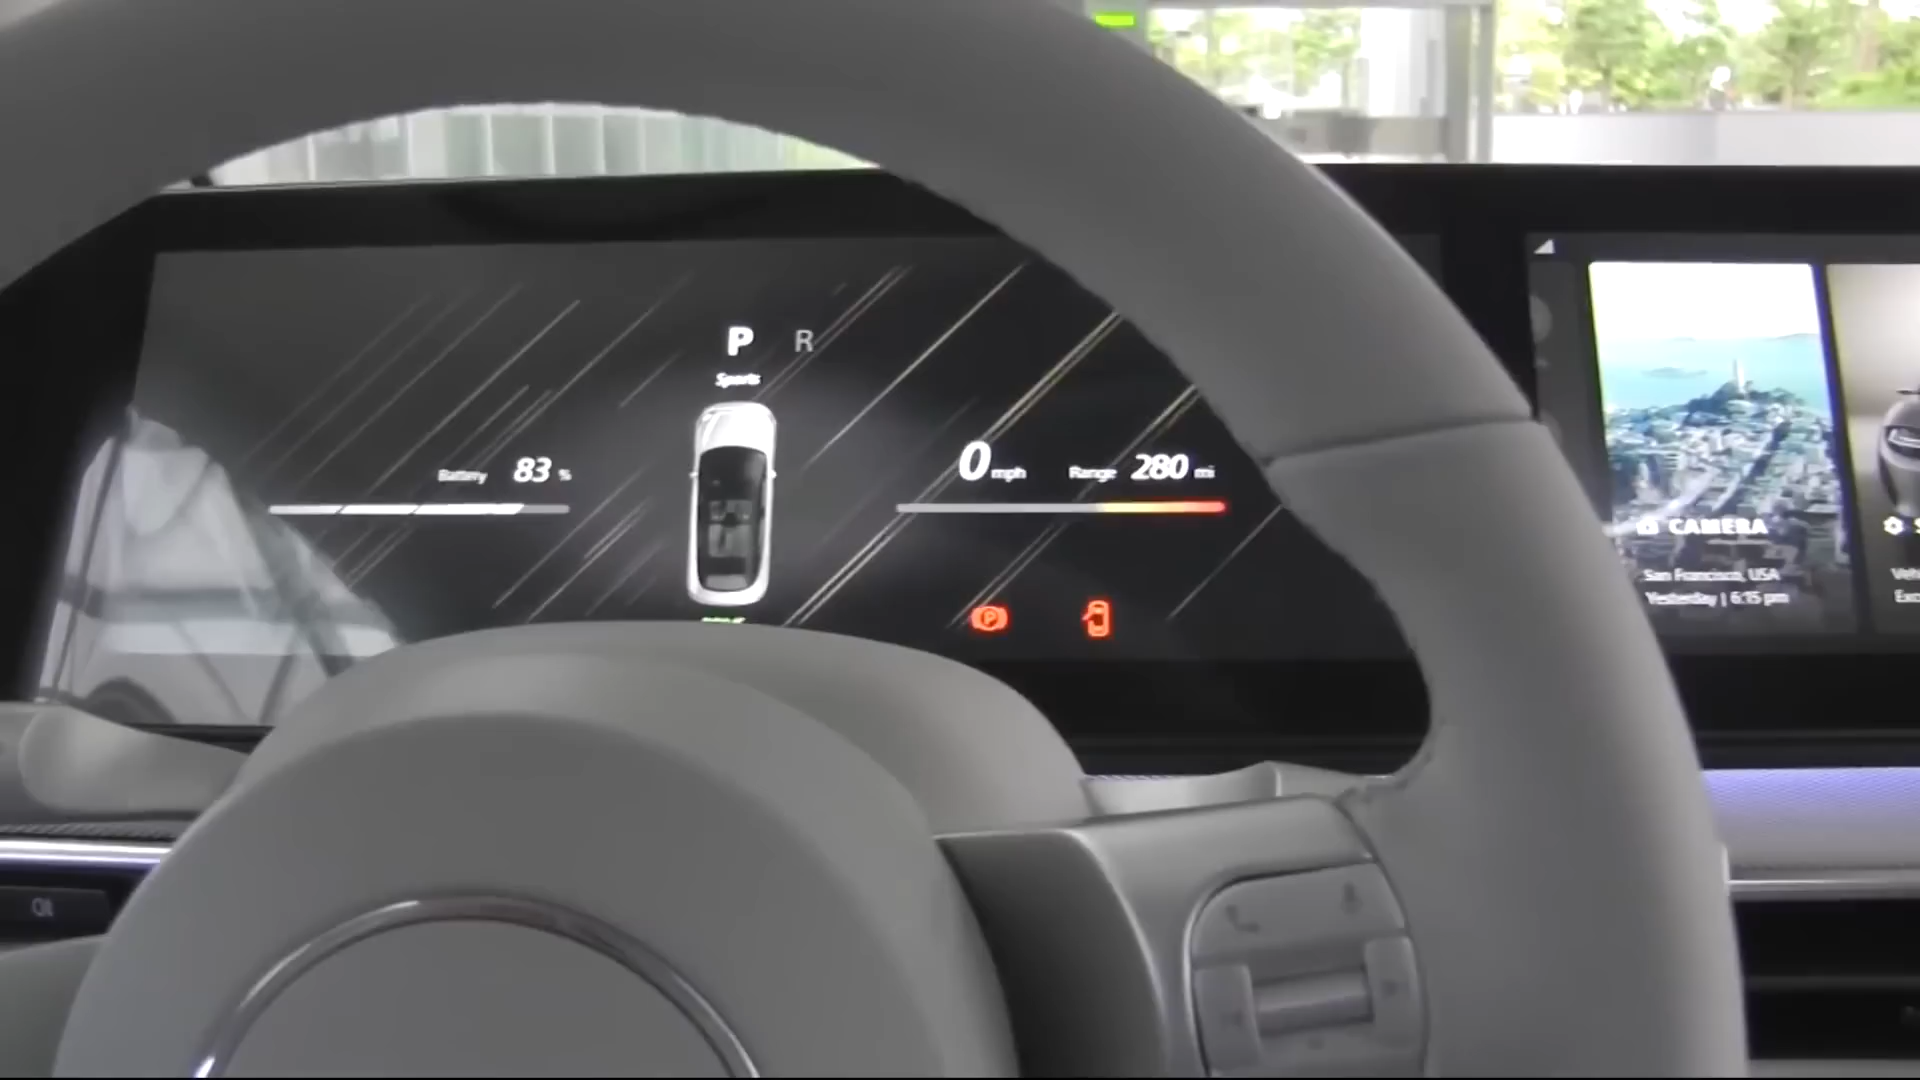 P R
Sports
Battery 83 %
0 mph Range 280 mi
P
CAMERA
San Francisco, USA
Yesterday | 6:15 pm